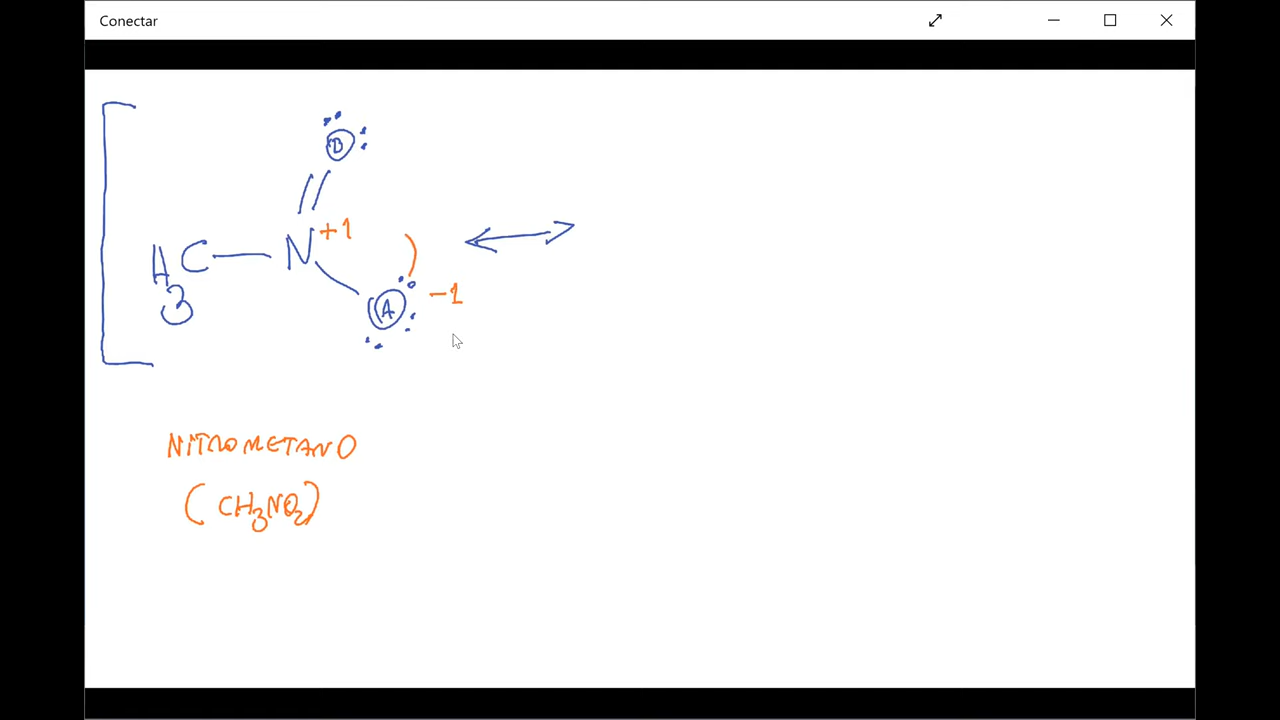 Conectar
B
H3C N +1
A -1
NITROMETANO
(CH3NO2)